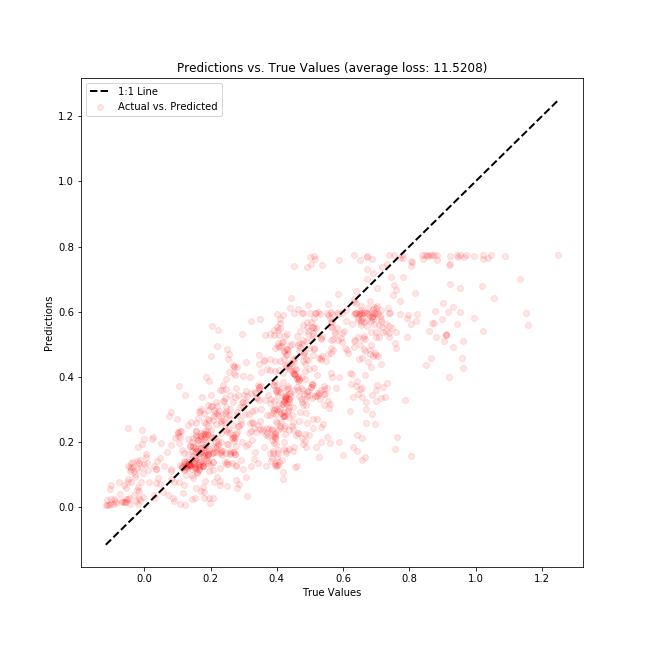 Predictions vs. True Values (average loss: 11.5208)
1:1 Line
Actual vs. Predicted
1.2
1.0
0.8
0.6
0.4
0.2
0.0
Predictions
0.0 0.2 0.4 0.6 0.8 1.0 1.2
True Values